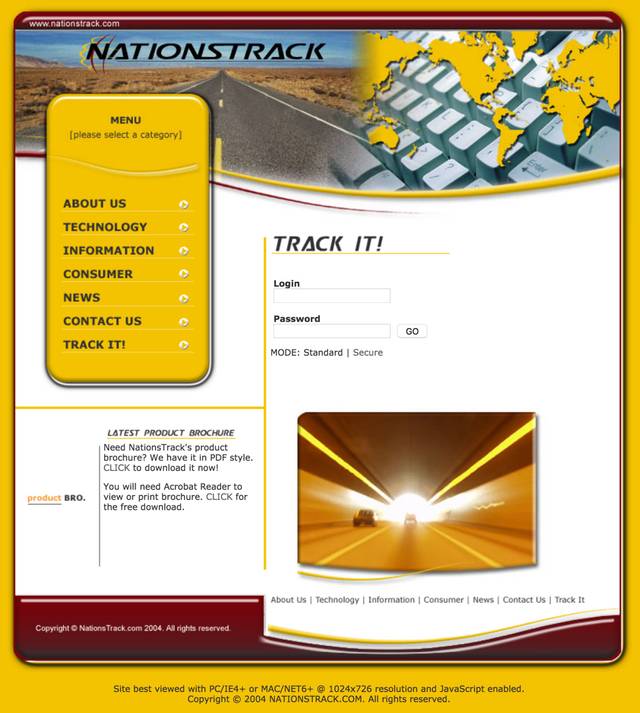 www.nationstrack.com
NATIONSTRACK
MENU
[please select a category]
ABOUT US
TECHNOLOGY
INFORMATION
CONSUMER
NEWS
CONTACT US
TRACK IT!
TRACK IT!
Login
Password
GO
MODE: Standard | Secure
LATEST PRODUCT BROCHURE
product BRO.
Need NationsTrack's product
brochure? We have it in PDF style.
CLICK to download it now!
You will need Acrobat Reader to
view or print brochure. CLICK for
the free download.
Enter
About Us | Technology | Information | Consumer | News | Contact Us | Track It
Copyright © NationsTrack.com 2004. All rights reserved.
Site best viewed with PC/IE4+ or MAC/NET6+ @ 1024x726 resolution and JavaScript enabled.
Copyright © 2004 NATIONSTRACK.COM. All rights reserved.